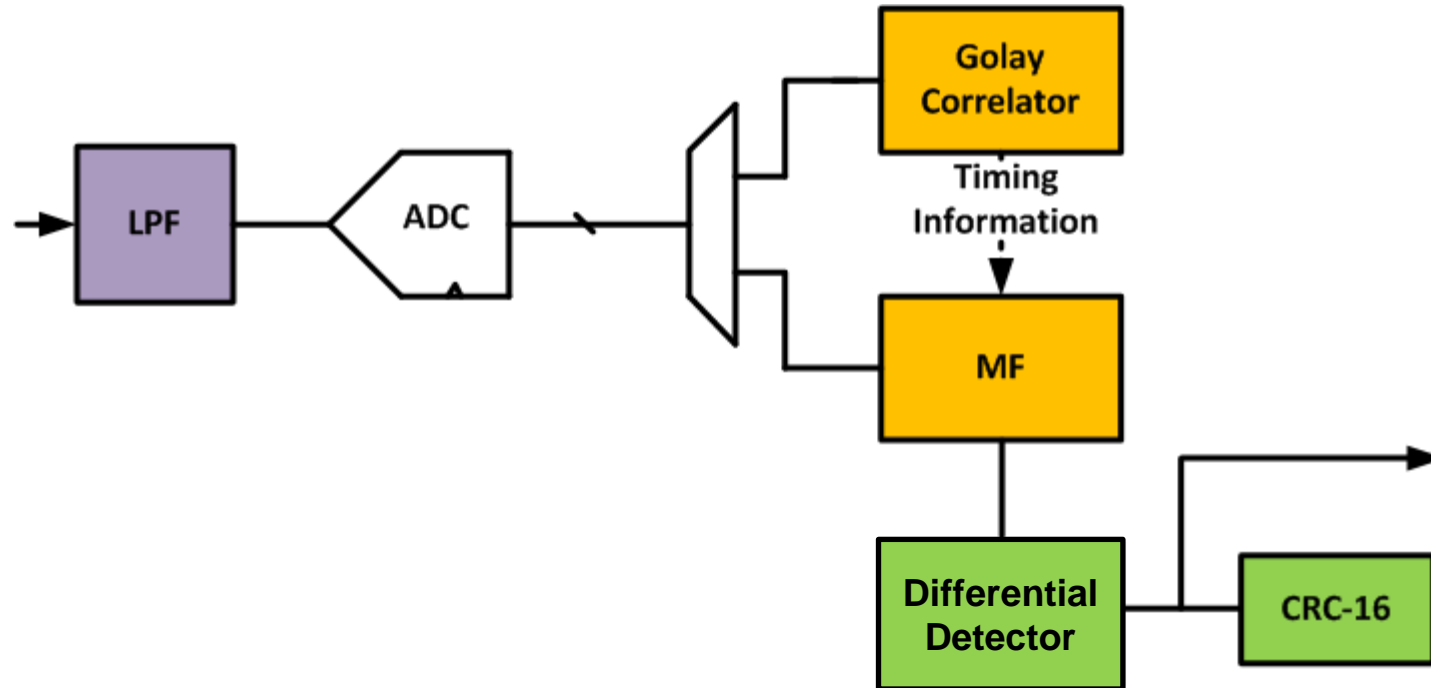 Golay
Correlator
Timing
Information
LPF
ADC
MF
Differential
Detector
CRC-16